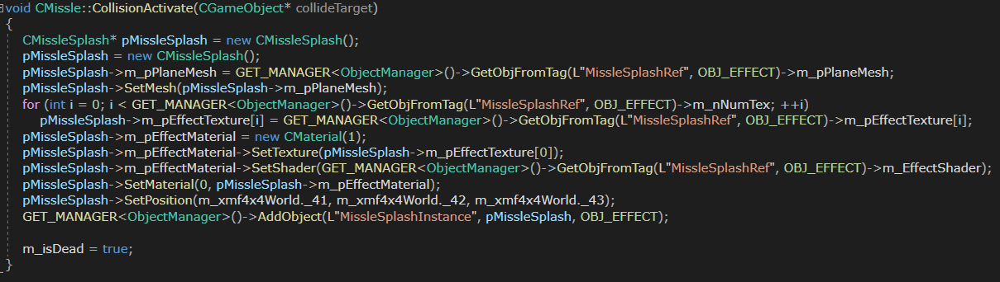 void CMissle::CollisionActivate(CGameObject* collideTarget)
{
CMissleSplash* pMissleSplash = new CMissleSplash();
pMissleSplash = new CMissleSplash();
pMissleSplash->m_pPlaneMesh = GET_MANAGER<ObjectManager>()->GetObjFromTag(L"MissleSplashRef", OBJ_EFFECT)->m_pPlaneMesh;
pMissleSplash->SetMesh(pMissleSplash->m_pPlaneMesh);
for (int i = 0; i < GET_MANAGER<ObjectManager>()->GetObjFromTag(L"MissleSplashRef", OBJ_EFFECT)->m_nNumTex; ++i)
pMissleSplash->m_pEffectTexture[i] = GET_MANAGER<ObjectManager>()->GetObjFromTag(L"MissleSplashRef", OBJ_EFFECT)->m_pEffectTexture[i];
pMissleSplash->m_pEffectMaterial = new CMaterial(1);
pMissleSplash->m_pEffectMaterial->SetTexture(pMissleSplash->m_pEffectTexture[0]);
pMissleSplash->m_pEffectMaterial->SetShader(GET_MANAGER<ObjectManager>()->GetObjFromTag(L"MissleSplashRef", OBJ_EFFECT)->m_EffectShader);
pMissleSplash->SetMaterial(0, pMissleSplash->m_pEffectMaterial);
pMissleSplash->SetPosition(m_xmf4x4World._41, m_xmf4x4World._42, m_xmf4x4World._43);
GET_MANAGER<ObjectManager>()->AddObject(L"MissleSplashInstance", pMissleSplash, OBJ_EFFECT);
m_isDead = true;
}